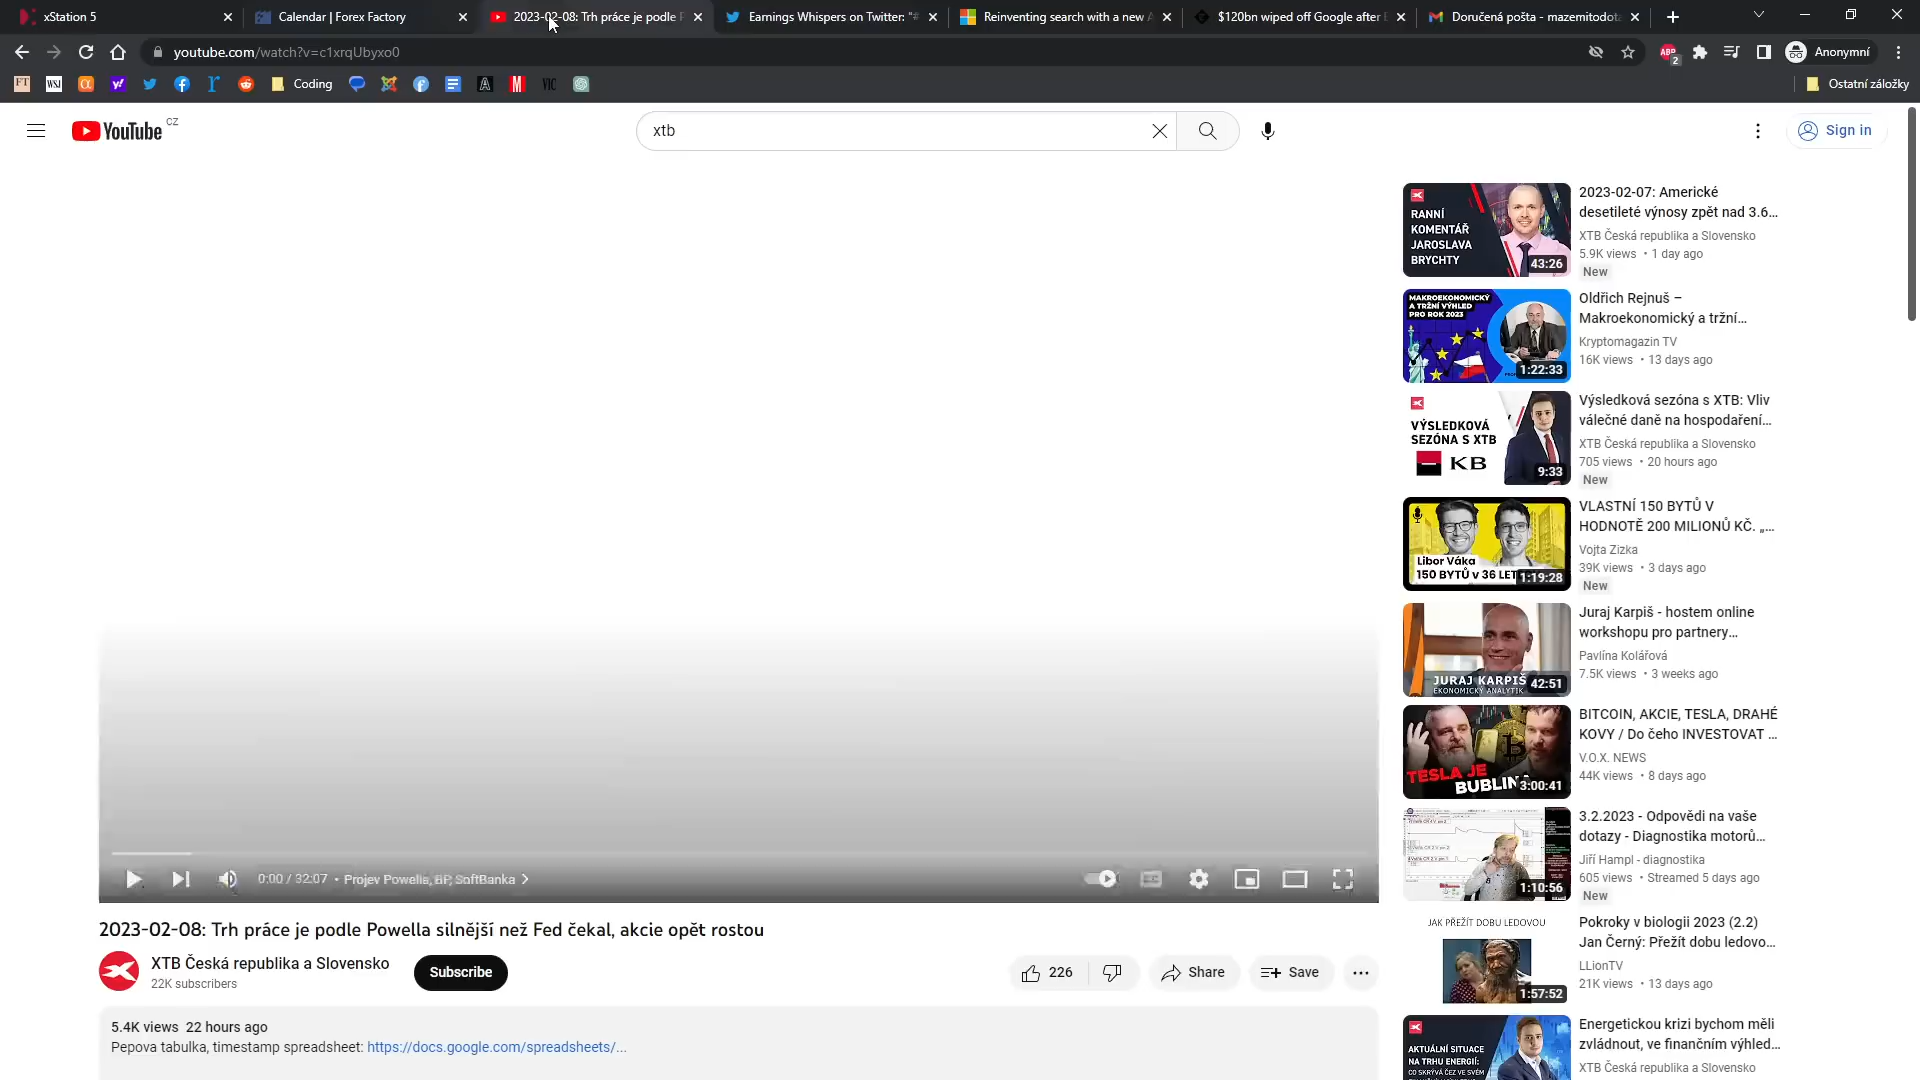 xStation 5
Calendar | Forex Factory
2023-02-08: Trh práce je podle P
Earnings Whispers on Twitter: "#
Reinventing search with a new A
$120bn wiped off Google after B
Doručená pošta - mazemitodota
youtube.com/watch?v=c1xrqUbyxo0
ABP
2
Anonymní
FT
WSJ
Coding
VIC
Ostatní záložky
YouTube CZ
xtb
Sign in
RANNÍ
KOMENTÁŘ
JAROSLAVA
BRYCHTY
43:26
2023-02-07: Americké
desetileté výnosy zpět nad 3.6...
XTB Česká republika a Slovensko
5.9K views • 1 day ago
New
MAKROEKONOMICKÝ
A TRŽNÍ VÝHLED
PRO ROK 2023
1:22:33
Oldřich Rejnuš –
Makroekonomický a tržní...
Kryptomagazin TV
16K views • 13 days ago
VÝSLEDKOVÁ
SEZÓNA S XTB
KB
9:33
Výsledková sezóna s XTB: Vliv
válečné daně na hospodaření...
XTB Česká republika a Slovensko
705 views • 20 hours ago
New
Libor Váka
150 BYTŮ v 36 LET
1:19:28
VLASTNÍ 150 BYTŮ V
HODNOTĚ 200 MILIONŮ KČ. „...
Vojta Zizka
39K views • 3 days ago
New
JURAJ KARPIŠ
EKONOMICKÝ ANALYTIK
42:51
Juraj Karpiš - hostem online
workshopu pro partnery...
Pavlína Kolářová
7.5K views • 3 weeks ago
TESLA JE
BUBLIN
3:00:41
BITCOIN, AKCIE, TESLA, DRAHÉ
KOVY / Do čeho INVESTOVAT ...
V.O.X. NEWS
44K views • 8 days ago
1:10:56
3.2.2023 - Odpovědi na vaše
dotazy - Diagnostika motorů...
Jiří Hampl - diagnostika
605 views • Streamed 5 days ago
New
JAK PŘEŽÍT DOBU LEDOVOU
1:57:52
Pokroky v biologii 2023 (2.2)
Jan Černý: Přežít dobu ledovo...
LLionTV
21K views • 13 days ago
AKTUÁLNÍ SITUACE
NA TRHU ENERGIÍ:
CO SKRÝVÁ ČEZ VE SVÉM
Energetickou krizi bychom měli
zvládnout, ve finančním výhled...
XTB Česká republika a Slovensko
0:00 / 32:07 • Projev Powella, BP, SoftBanka
2023-02-08: Trh práce je podle Powella silnější než Fed čekal, akcie opět rostou
XTB Česká republika a Slovensko
22K subscribers
Subscribe
226
Share
Save
5.4K views 22 hours ago
Pepova tabulka, timestamp spreadsheet: https://docs.google.com/spreadsheets/...